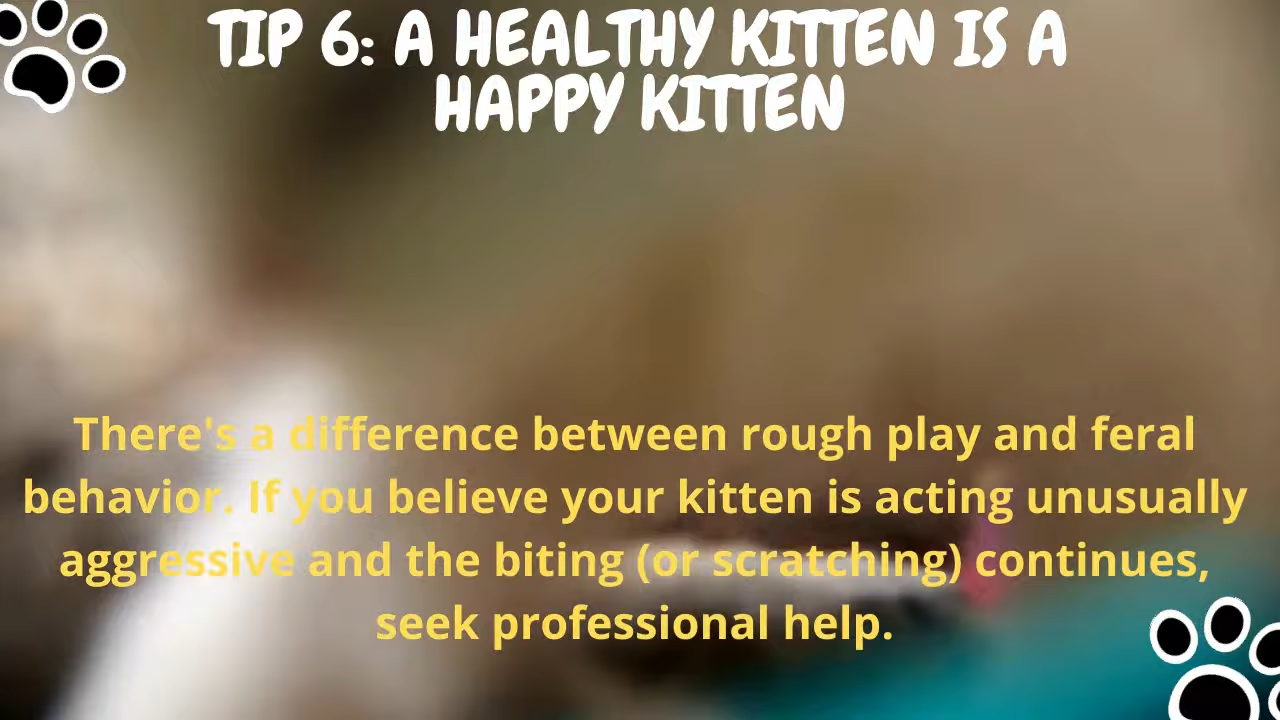 TIP 6: A HEALTHY KITTEN IS A
HAPPY KITTEN
There's a difference between rough play and feral
behavior. If you believe your kitten is acting unusually
aggressive and the biting (or scratching) continues,
seek professional help.